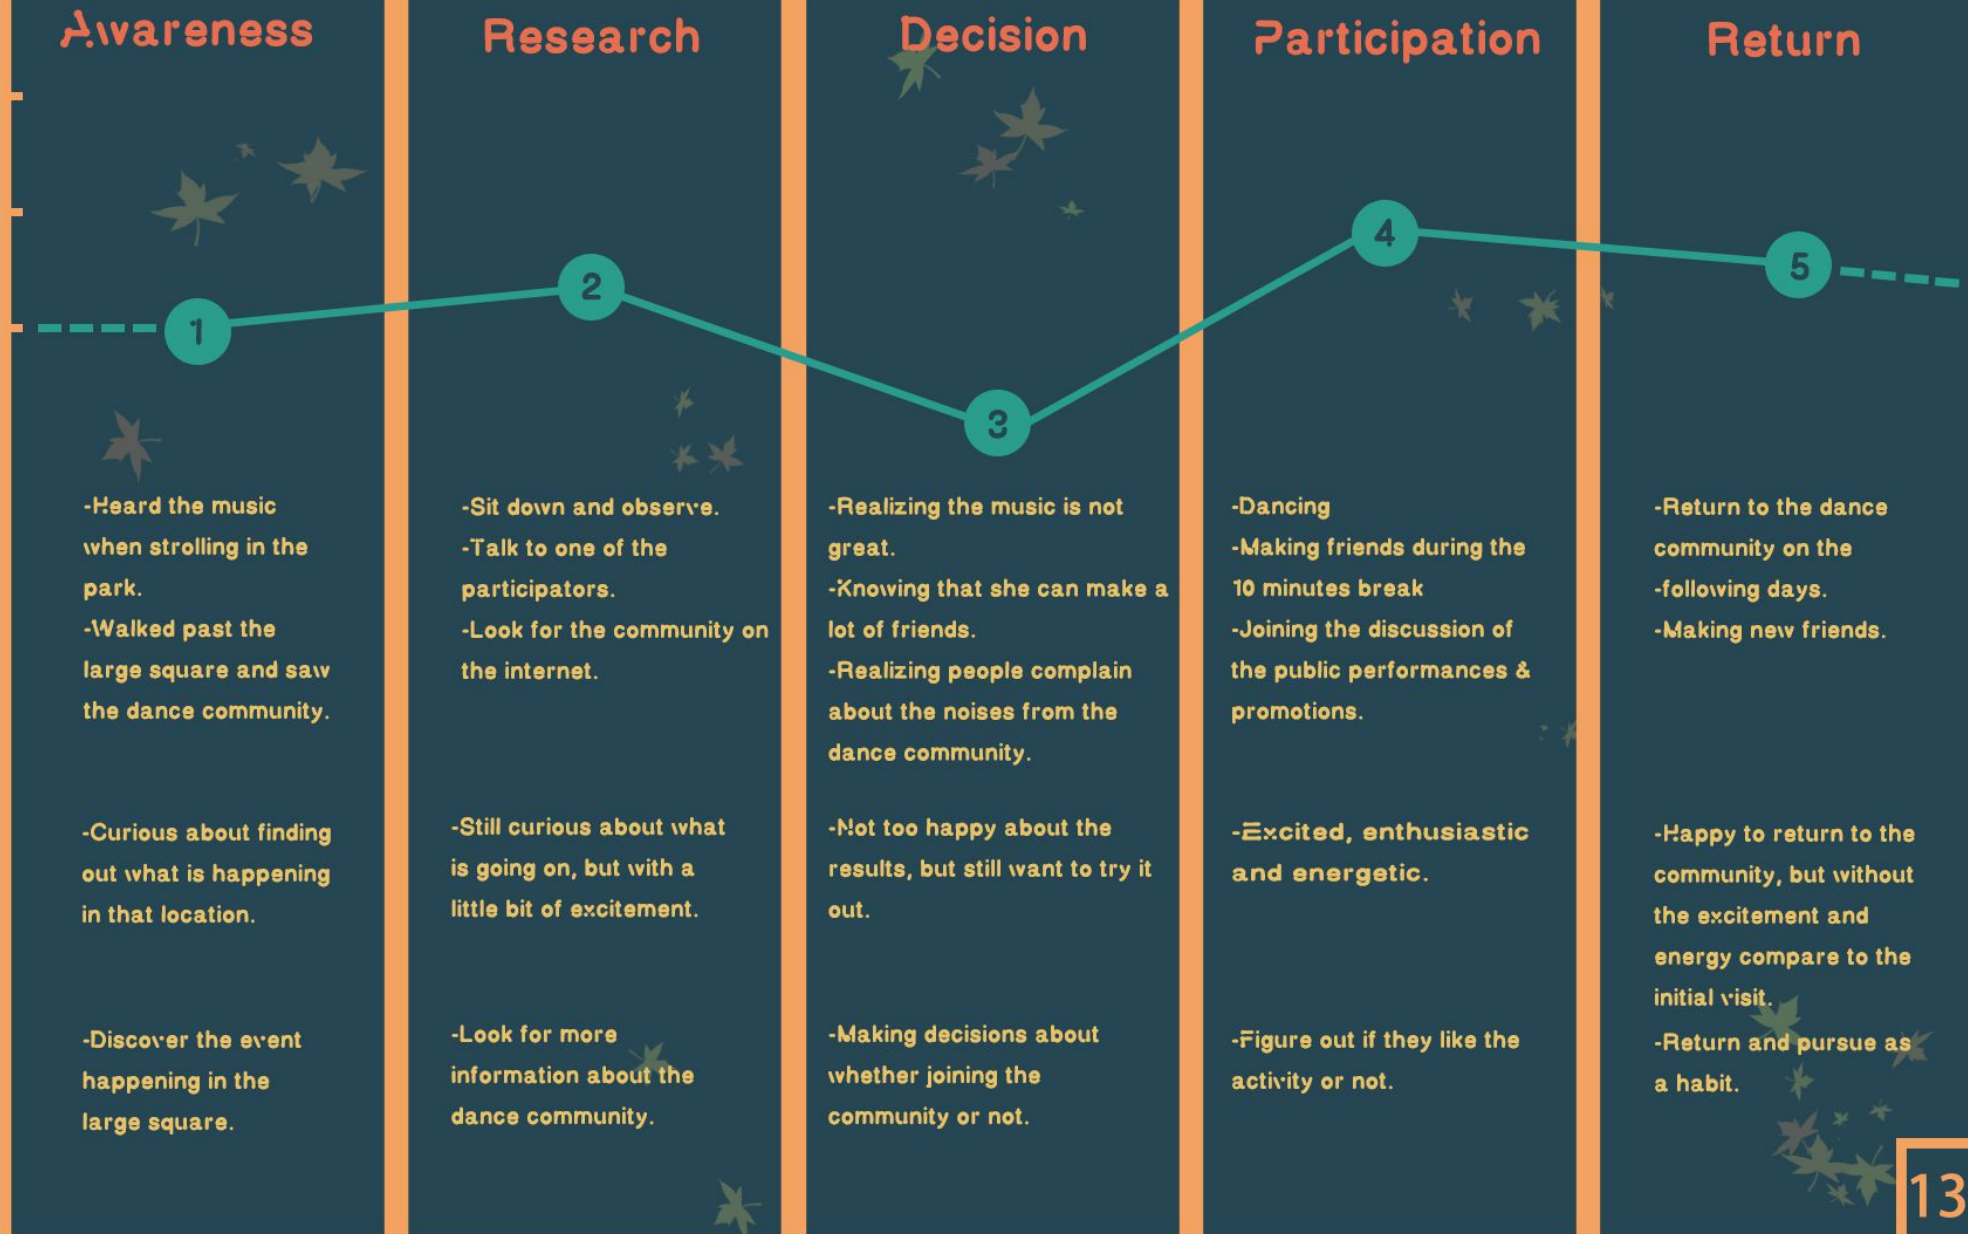 Awareness
Research
Decision
Participation
Return
1
2
3
4
5
-Heard the music
when strolling in the
park.
-Walked past the
large square and saw
the dance community.
-Sit down and observe.
-Talk to one of the
participators.
-Look for the community on
the internet.
-Realizing the music is not
great.
-Knowing that she can make a
lot of friends.
-Realizing people complain
about the noises from the
dance community.
-Dancing
-Making friends during the
10 minutes break
-Joining the discussion of
the public performances &
promotions.
-Return to the dance
community on the
-following days.
-Making new friends.
-Curious about finding
out what is happening
in that location.
-Still curious about what
is going on, but with a
little bit of excitement.
-Not too happy about the
results, but still want to try it
out.
-Excited, enthusiastic
and energetic.
-Happy to return to the
community, but without
the excitement and
energy compare to the
initial visit.
-Discover the event
happening in the
large square.
-Look for more
information about the
dance community.
-Making decisions about
whether joining the
community or not.
-Figure out if they like the
activity or not.
-Return and pursue as
a habit.
13